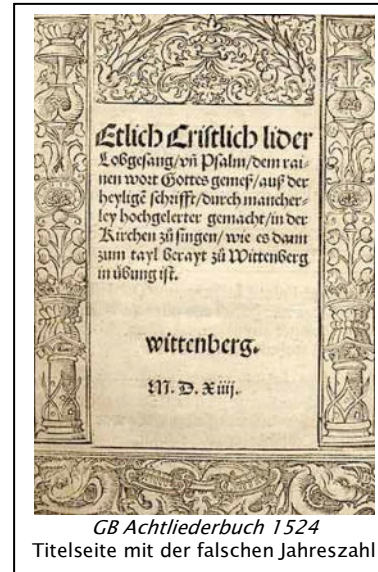 Etlich Cristlich lider
Lobgesang/vn̄ Psalm/dem rai-
nen wort Gottes gemeß/auß der
heyligē schrifft/durch mancher-
ley hochgelerter gemacht/in der
Kirchen zů singen/wie es dann
zum tayl berayt zů Wittenberg
in übung ist.
wittenberg.
M. D. Xiiij.
GB Achtliederbuch 1524
Titelseite mit der falschen Jahreszahl